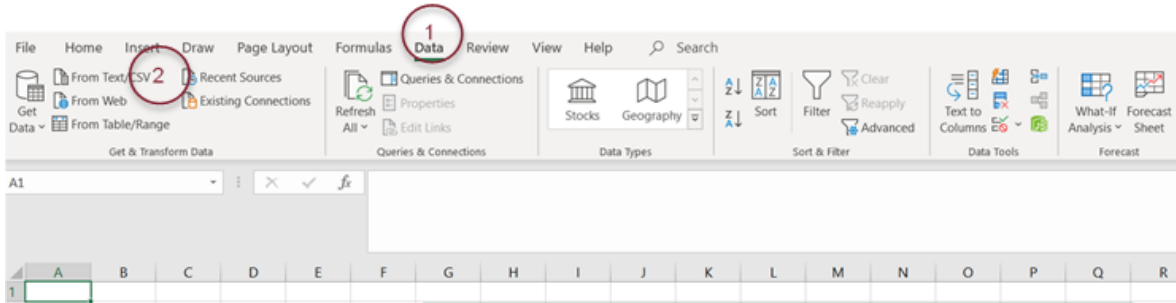 1
File Home Insert Draw Page Layout Formulas Data Review View Help Search
2
From Text/CSV Recent Sources
From Web Existing Connections
From Table/Range
Get
Data
Get & Transform Data
Refresh
All
Queries & Connections
Properties
Edit Links
Queries & Connections
Stocks Geography
Data Types
Sort
Filter
Clear
Reapply
Advanced
Sort & Filter
Text to
Columns
Data Tools
What-If
Analysis
Forecast
Sheet
Forecast
A1 fx
A B C D E F G H I J K L M N O P Q R
1